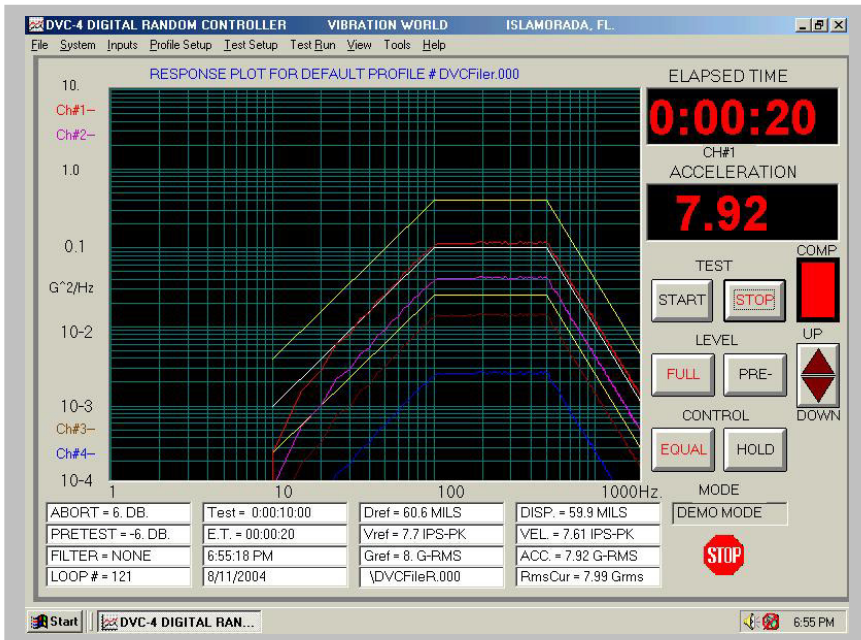 DVC-4 DIGITAL RANDOM CONTROLLER VIBRATION WORLD ISLAMORADA, FL.
File System Inputs Profile Setup Test Setup Test Run View Tools Help
RESPONSE PLOT FOR DEFAULT PROFILE # DVCFiler.000
10.
Ch#1-
Ch#2-
1.0
0.1
G^2/Hz
10-2
10-3
Ch#3-
Ch#4-
10-4
1 10 100 1000Hz.
ELAPSED TIME
0:00:20
CH#1
ACCELERATION
7.92
TEST
COMP
START STOP
LEVEL
UP
FULL PRE-
CONTROL
DOWN
EQUAL HOLD
MODE
DEMO MODE
STOP
ABORT = 6. DB. Test = 0:00:10:00 Dref = 60.6 MILS DISP. = 59.9 MILS
PRETEST = -6. DB. E.T. = 00:00:20 Vref = 7.7 IPS-PK VEL. = 7.61 IPS-PK
FILTER = NONE 6:55:18 PM Gref = 8. G-RMS ACC. = 7.92 G-RMS
LOOP # = 121 8/11/2004 \DVCFileR.000 RmsCur = 7.99 Grms
Start DVC-4 DIGITAL RAN... 6:55 PM